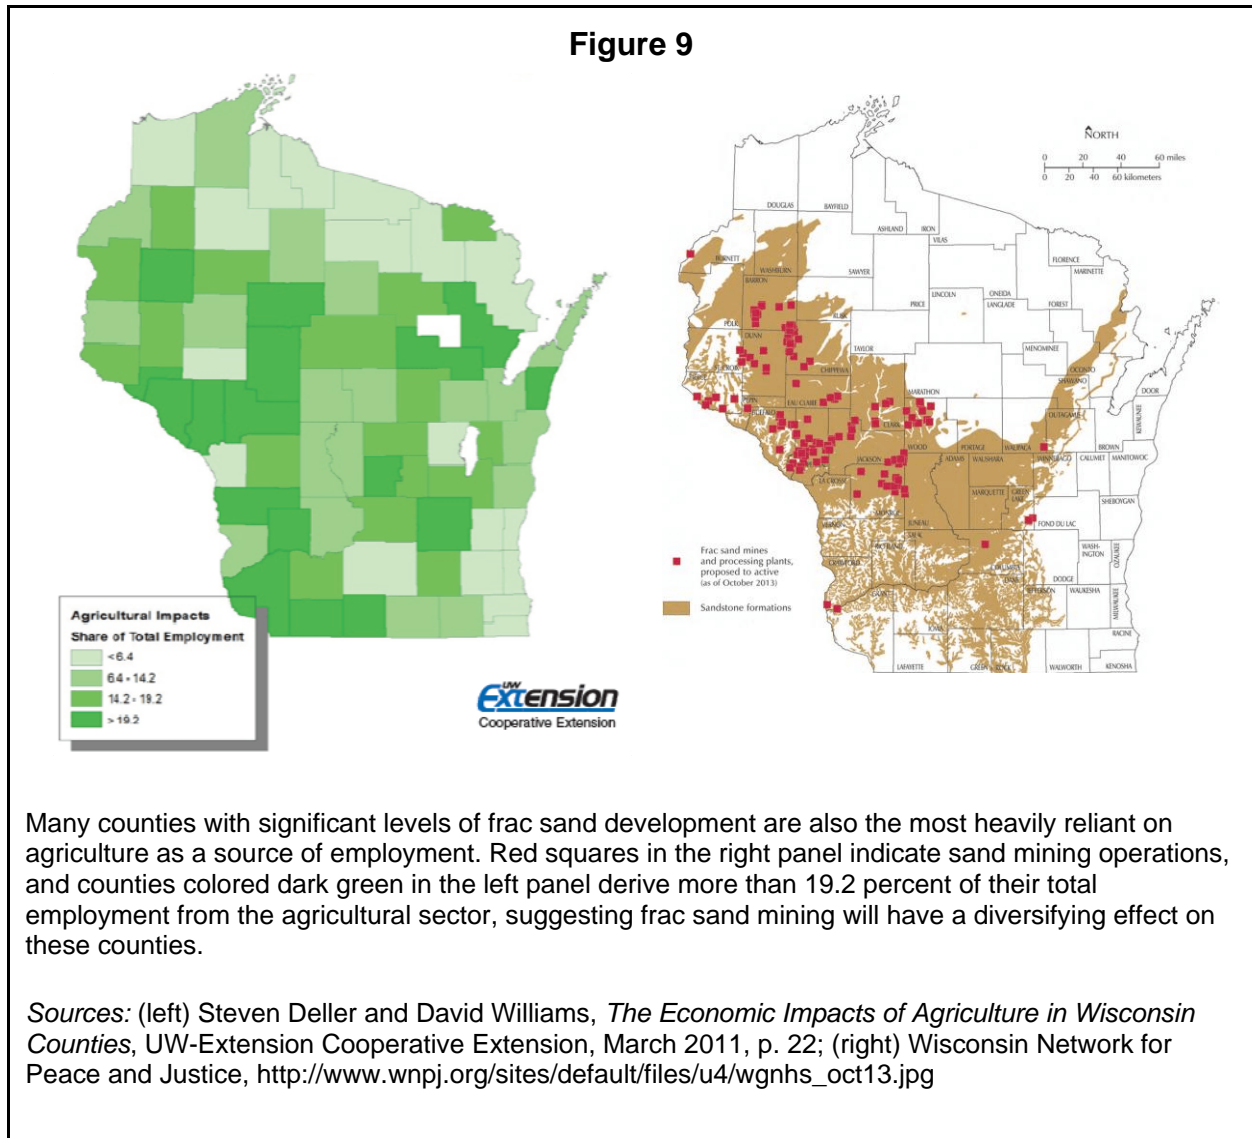 Figure 9
NORTH
0 20 40 60 miles
0 20 40 60 kilometers
DOUGLAS
BAYFIELD
ASHLAND
IRON
VILAS
FLORENCE
BURNETT
WASHBURN
SAWYER
MARINETTE
BARRON
PRICE
LINCOLN
ONEIDA
LANGLADE
FOREST
POLK
RUSK
DUNN
TAYLOR
MENOMINEE
CHIPPEWA
OCONTO
SHAWANO
DOOR
PEPIN
EAU CLAIRE
MARATHON
KEWAUNEE
CLARK
OUTAGAMIE
WOOD
PORTAGE
WAUPACA
BROWN
JACKSON
ADAMS
WAUSHARA
WINNEBAGO
CALUMET
MANITOWOC
LA CROSSE
MARQUETTE
GREEN
LAKE
SHEBOYGAN
MONROE
JUNEAU
FOND DU LAC
VERNON
SAUK
RICHLAND
WASH-
INGTON
OZAUKEE
CRAWFORD
COLUMBIA
DANE
DODGE
GRANT
JEFFERSON
WAUKESHA
MILWAUKEE
IOWA
RACINE
LAFAYETTE
GREEN
ROCK
WALWORTH
KENOSHA
Frac sand mines
and processing plants,
proposed to active
(as of October 2013)
Sandstone formations
Agricultural Impacts
Share of Total Employment
<6.4
6.4 - 14.2
14.2 - 19.2
> 19.2
UW
Extension
Cooperative Extension
Many counties with significant levels of frac sand development are also the most heavily reliant on
agriculture as a source of employment. Red squares in the right panel indicate sand mining operations,
and counties colored dark green in the left panel derive more than 19.2 percent of their total
employment from the agricultural sector, suggesting frac sand mining will have a diversifying effect on
these counties.
Sources: (left) Steven Deller and David Williams, The Economic Impacts of Agriculture in Wisconsin
Counties, UW-Extension Cooperative Extension, March 2011, p. 22; (right) Wisconsin Network for
Peace and Justice, http://www.wnpj.org/sites/default/files/u4/wgnhs_oct13.jpg